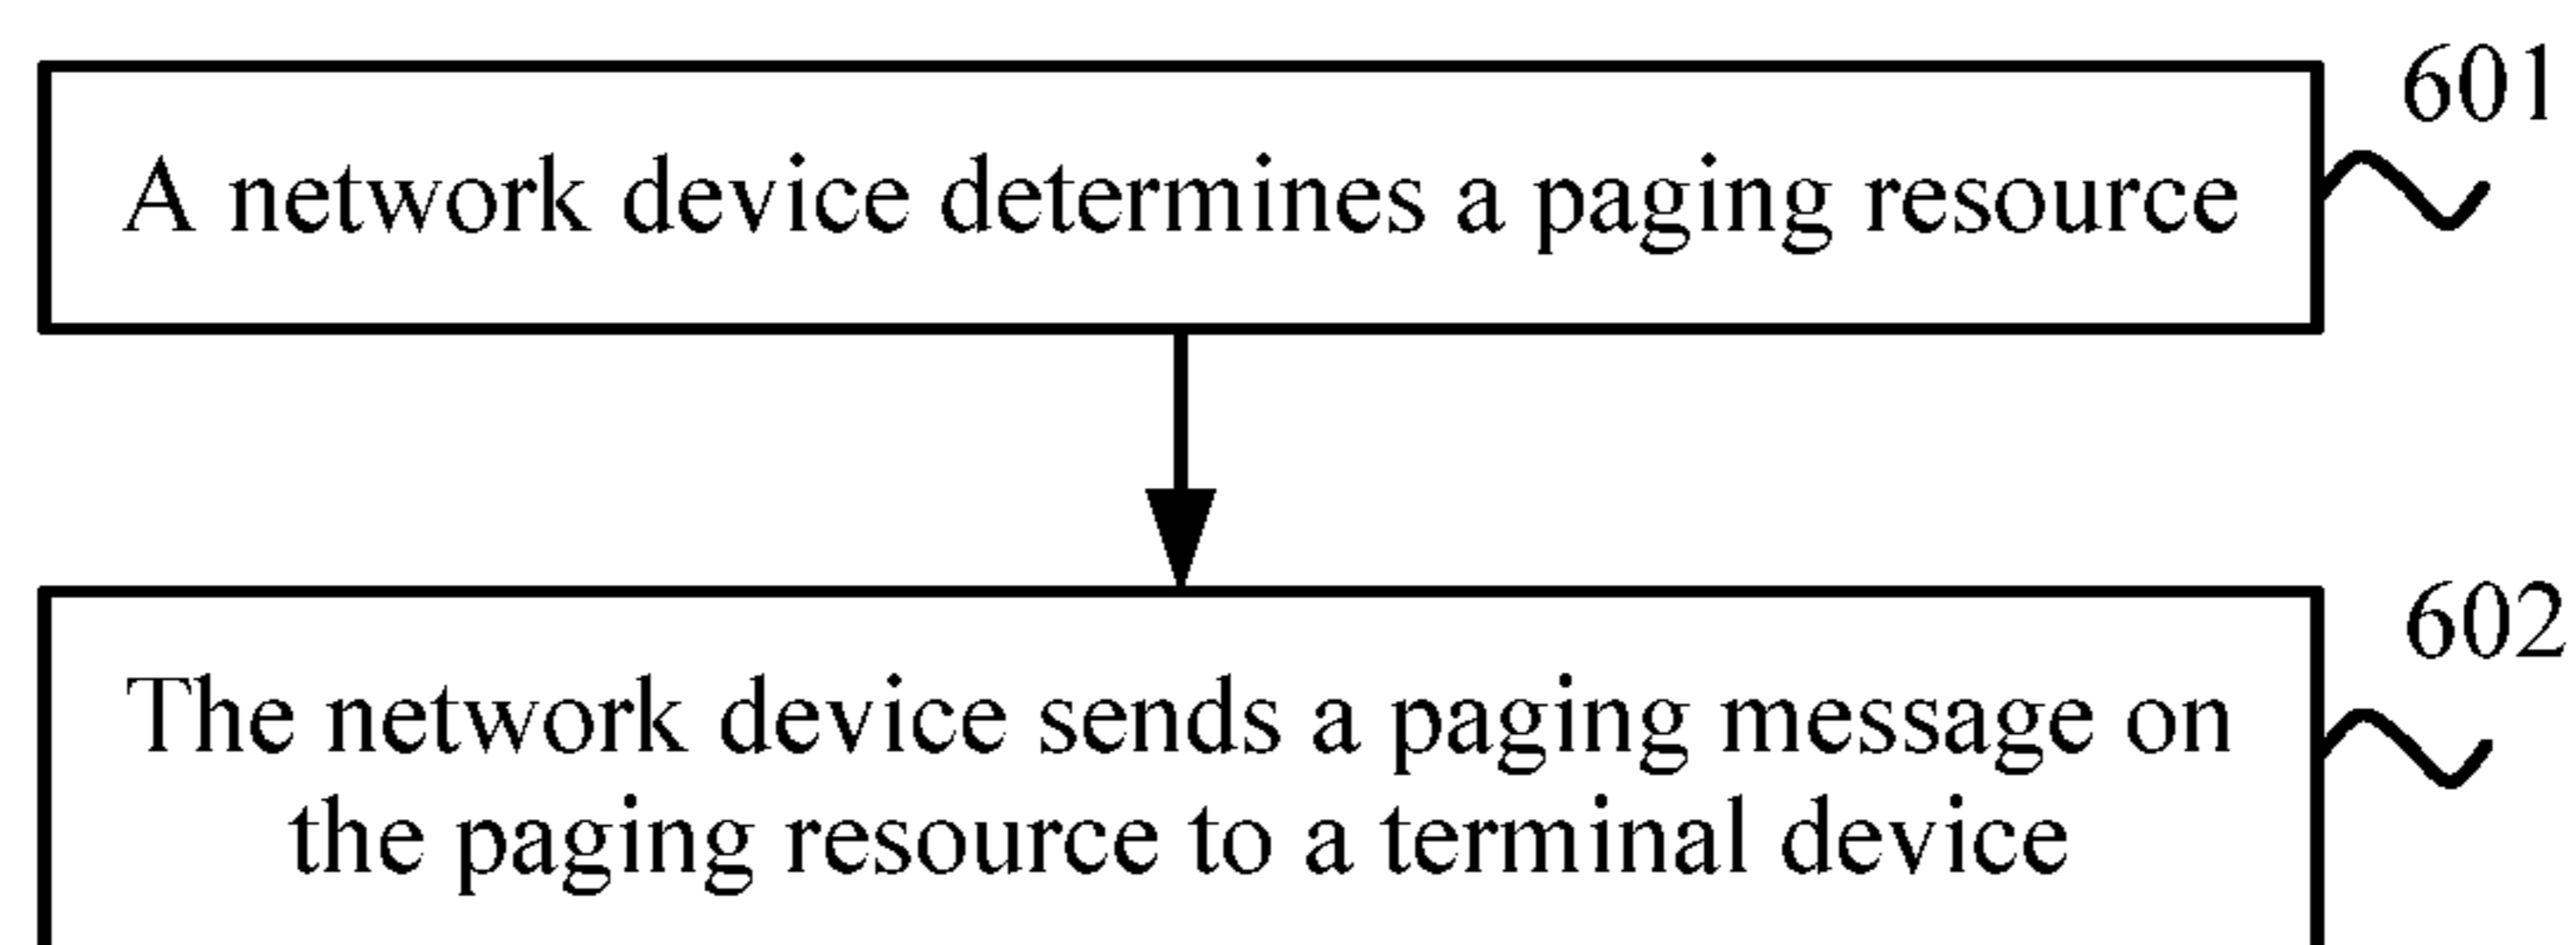 601
A network device determines a paging resource
602
The network device sends a paging message on
the paging resource to a terminal device